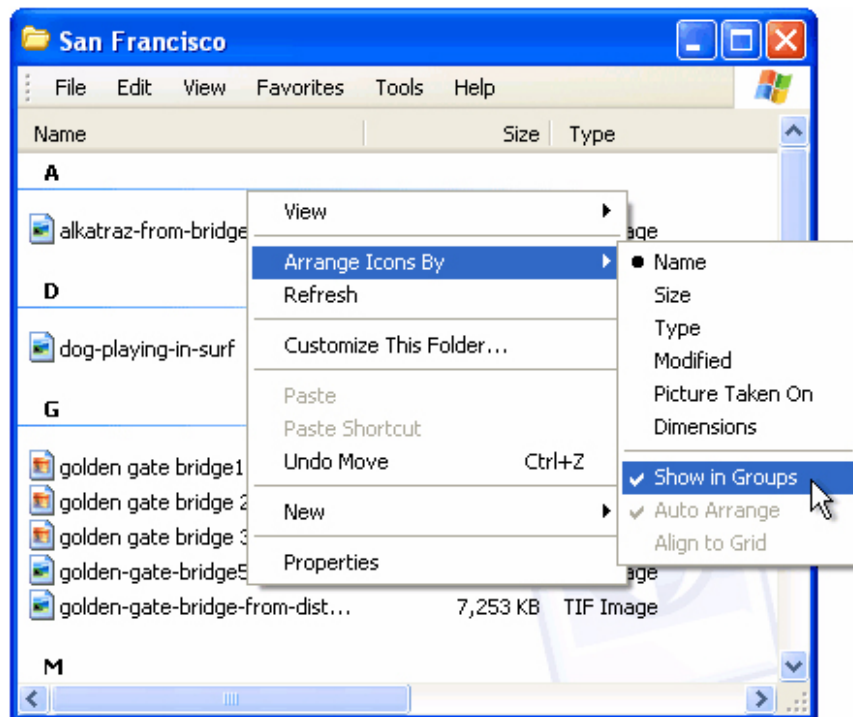 San Francisco
File Edit View Favorites Tools Help
Name Size Type
A
alkatraz-from-bridge
D
dog-playing-in-surf
G
golden gate bridge1
golden gate bridge 2
golden gate bridge 3
golden-gate-bridge5
golden-gate-bridge-from-dist... 7,253 KB TIF Image
M
View
Arrange Icons By
Refresh
Customize This Folder...
Paste
Paste Shortcut
Undo Move Ctrl+Z
New
Properties
Name
Size
Type
Modified
Picture Taken On
Dimensions
Show in Groups
Auto Arrange
Align to Grid